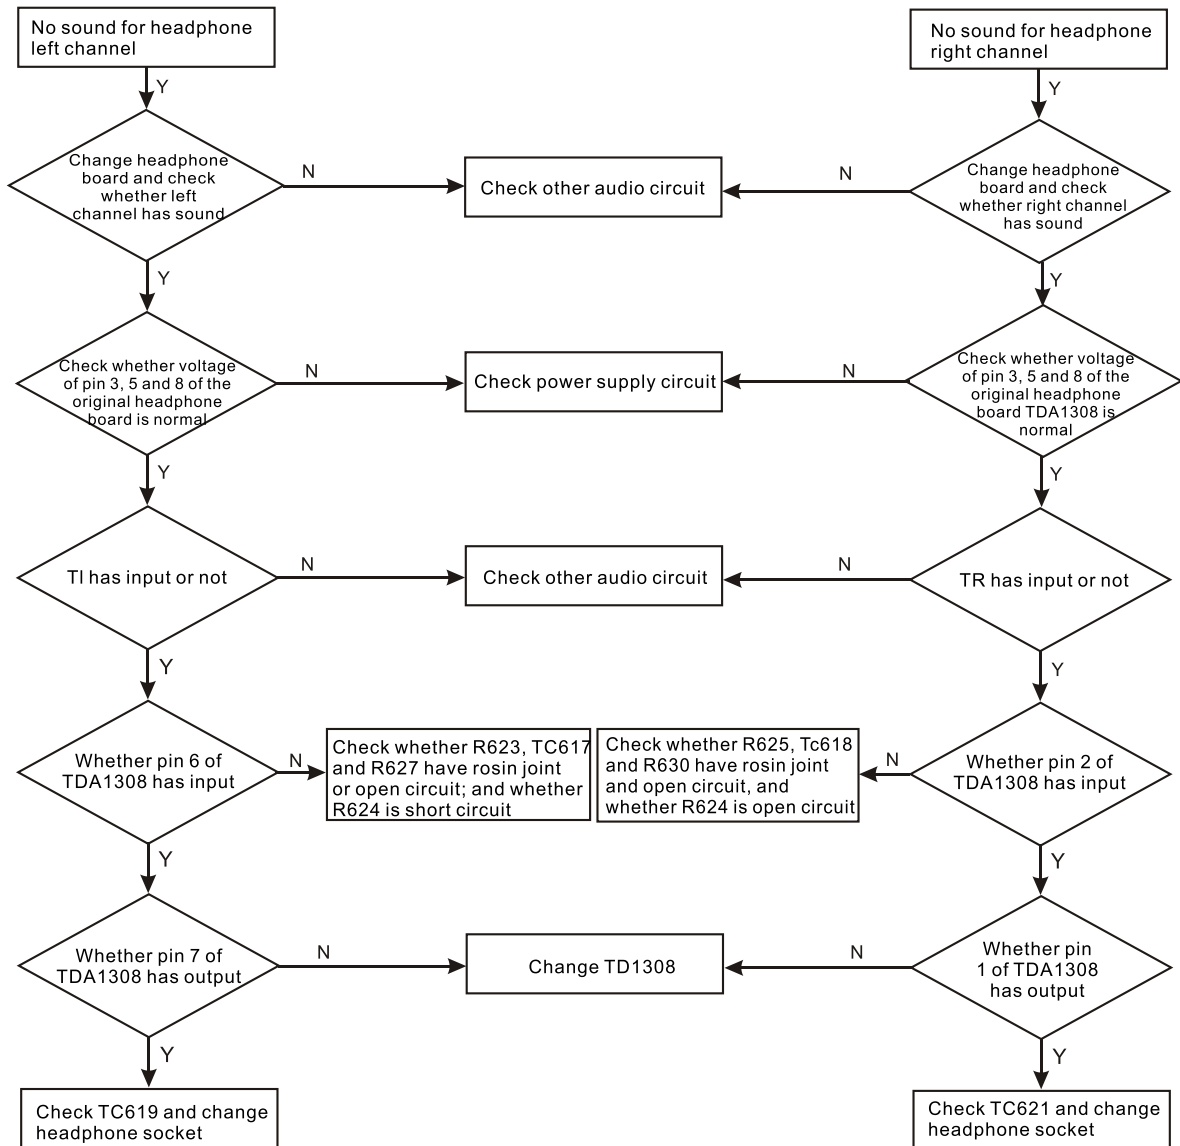 No sound for headphone
left channel
Y
Change headphone
board and check
whether left
channel has sound
N
Check other audio circuit
Y
Check whether voltage
of pin 3, 5 and 8 of the
original headphone
board is normal
N
Check power supply circuit
Y
TI has input or not
N
Check other audio circuit
Y
Whether pin 6 of
TDA1308 has input
N
Check whether R623, TC617
and R627 have rosin joint
or open circuit; and whether
R624 is short circuit
Y
Whether pin 7 of
TDA1308 has output
N
Change TD1308
Y
Check TC619 and change
headphone socket
No sound for headphone
right channel
Y
Change headphone
board and check
whether right channel
has sound
N
Y
Check whether voltage
of pin 3, 5 and 8 of the
original headphone
board TDA1308 is
normal
N
Y
TR has input or not
N
Y
Whether pin 2 of
TDA1308 has input
N
Check whether R625, Tc618
and R630 have rosin joint
and open circuit, and
whether R624 is open circuit
Y
Whether pin
1 of TDA1308
has output
N
Y
Check TC621 and change
headphone socket